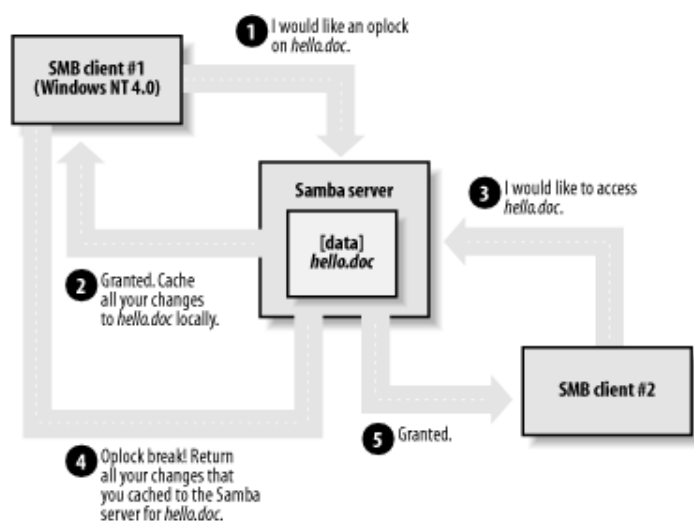 1 I would like an oplock
on hello.doc.
SMB client #1
(Windows NT 4.0)
Samba server
[data]
hello.doc
3 I would like to access
hello.doc.
2 Granted. Cache
all your changes
to hello.doc locally.
SMB client #2
5 Granted.
4 Oplock break! Return
all your changes that
you cached to the Samba
server for hello.doc.